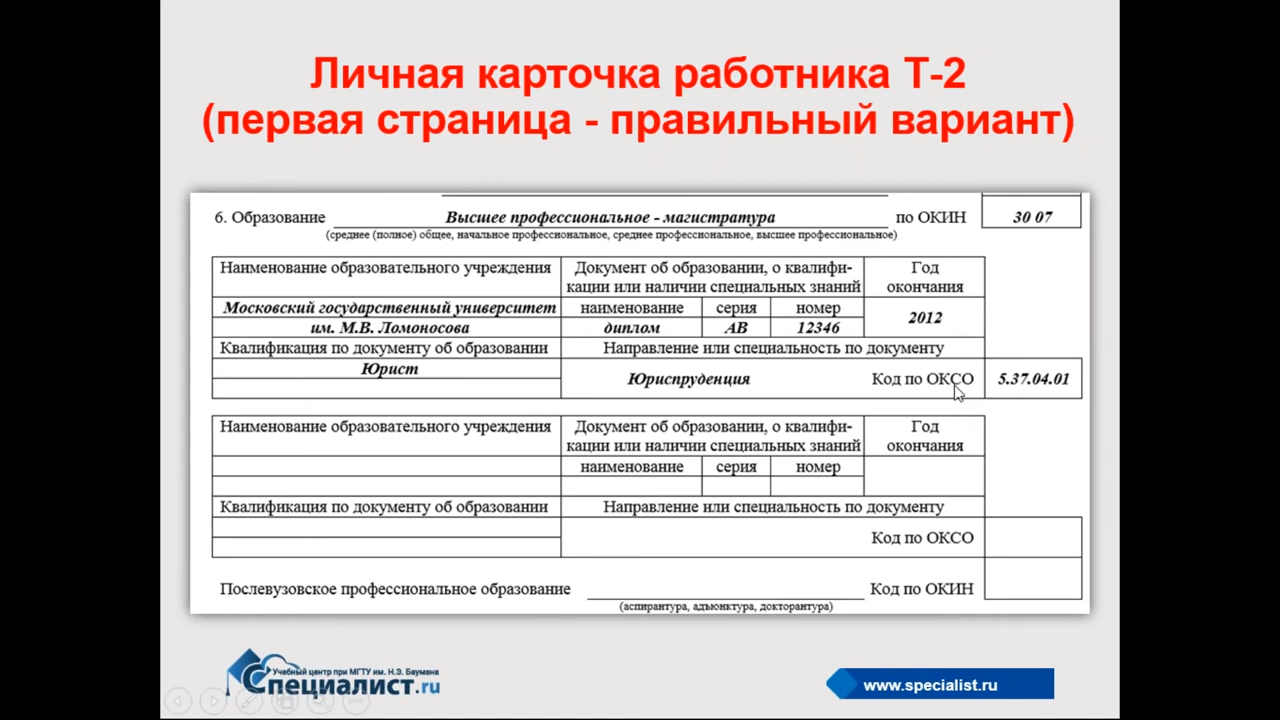 Личная карточка работника Т-2
(первая страница - правильный вариант)
6. Образование Высшее профессиональное - магистратура по ОКИН 30 07
(среднее (полное) общее, начальное профессиональное, среднее профессиональное, высшее профессиональное)
Наименование образовательного учреждения Документ об образовании, о квалифи- Год
кации или наличии специальных знаний окончания
Московский государственный университет наименование серия номер 2012
им. М.В. Ломоносова диплом АВ 12346
Квалификация по документу об образовании Направление или специальность по документу
Юрист
Юриспруденция Код по ОКСО 5.37.04.01
Наименование образовательного учреждения Документ об образовании, о квалифи- Год
кации или наличии специальных знаний окончания
наименование серия номер
Квалификация по документу об образовании Направление или специальность по документу
Код по ОКСО
Послевузовское профессиональное образование Код по ОКИН
(аспирантура, адъюнктура, докторантура)
Учебный центр при МГТУ им. Н.Э. Баумана
Специалист.ru
www.specialist.ru